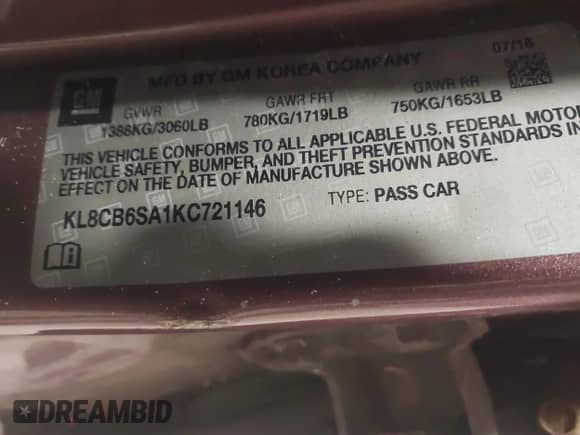 MFD BY GM KOREA COMPANY
07/18
GM
GVWR GAWR FRT GAWR RR
1388KG/3060LB 780KG/1719LB 750KG/1653LB
THIS VEHICLE CONFORMS TO ALL APPLICABLE U.S. FEDERAL MOTOR
VEHICLE SAFETY, BUMPER, AND THEFT PREVENTION STANDARDS IN
EFFECT ON THE DATE OF MANUFACTURE SHOWN ABOVE.
KL8CB6SA1KC721146 TYPE: PASS CAR
DREAMBID